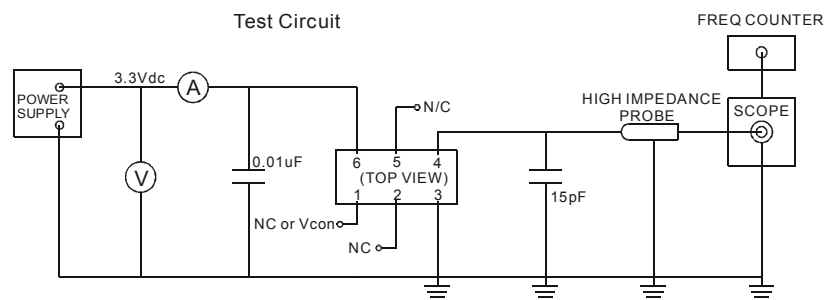 Test Circuit
FREQ COUNTER
POWER
SUPPLY
3.3Vdc
A
V
0.01uF
N/C
6 5 4
(TOP VIEW)
1 2 3
NC or Vcon
NC
15pF
HIGH IMPEDANCE
PROBE
SCOPE